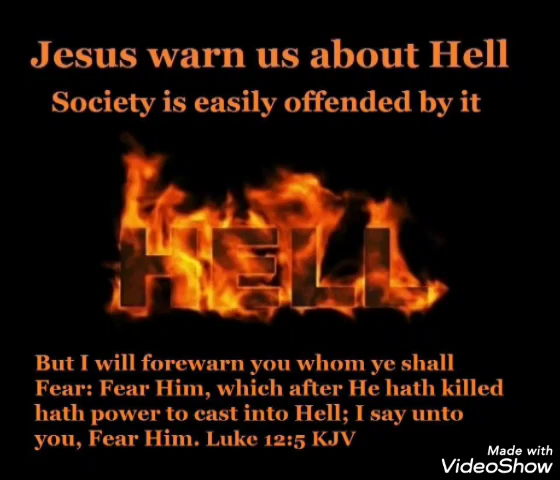 Jesus warn us about Hell
Society is easily offended by it
HELL
But I will forewarn you whom ye shall
Fear: Fear Him, which after He hath killed
hath power to cast into Hell; I say unto
you, Fear Him. Luke 12:5 KJV
Made with
VideoShow